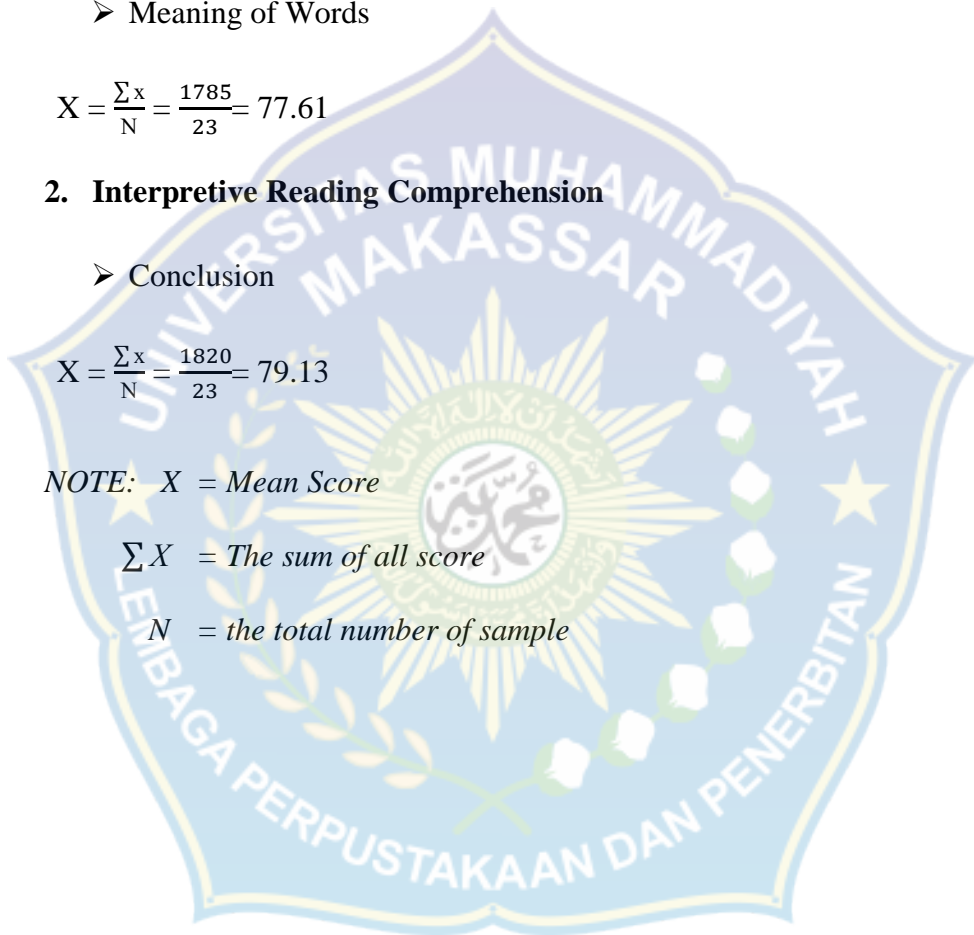 ➢ Meaning of Words
X = ∑x/N = 1785/23 = 77.61
2. Interpretive Reading Comprehension
➢ Conclusion
X = ∑x/N = 1820/23 = 79.13
NOTE: X = Mean Score
∑X = The sum of all score
N = the total number of sample
UNIVERSITAS MUHAMMADIYAH
MAKASSAR
LEMBAGA PERPUSTAKAAN DAN PENERBITAN